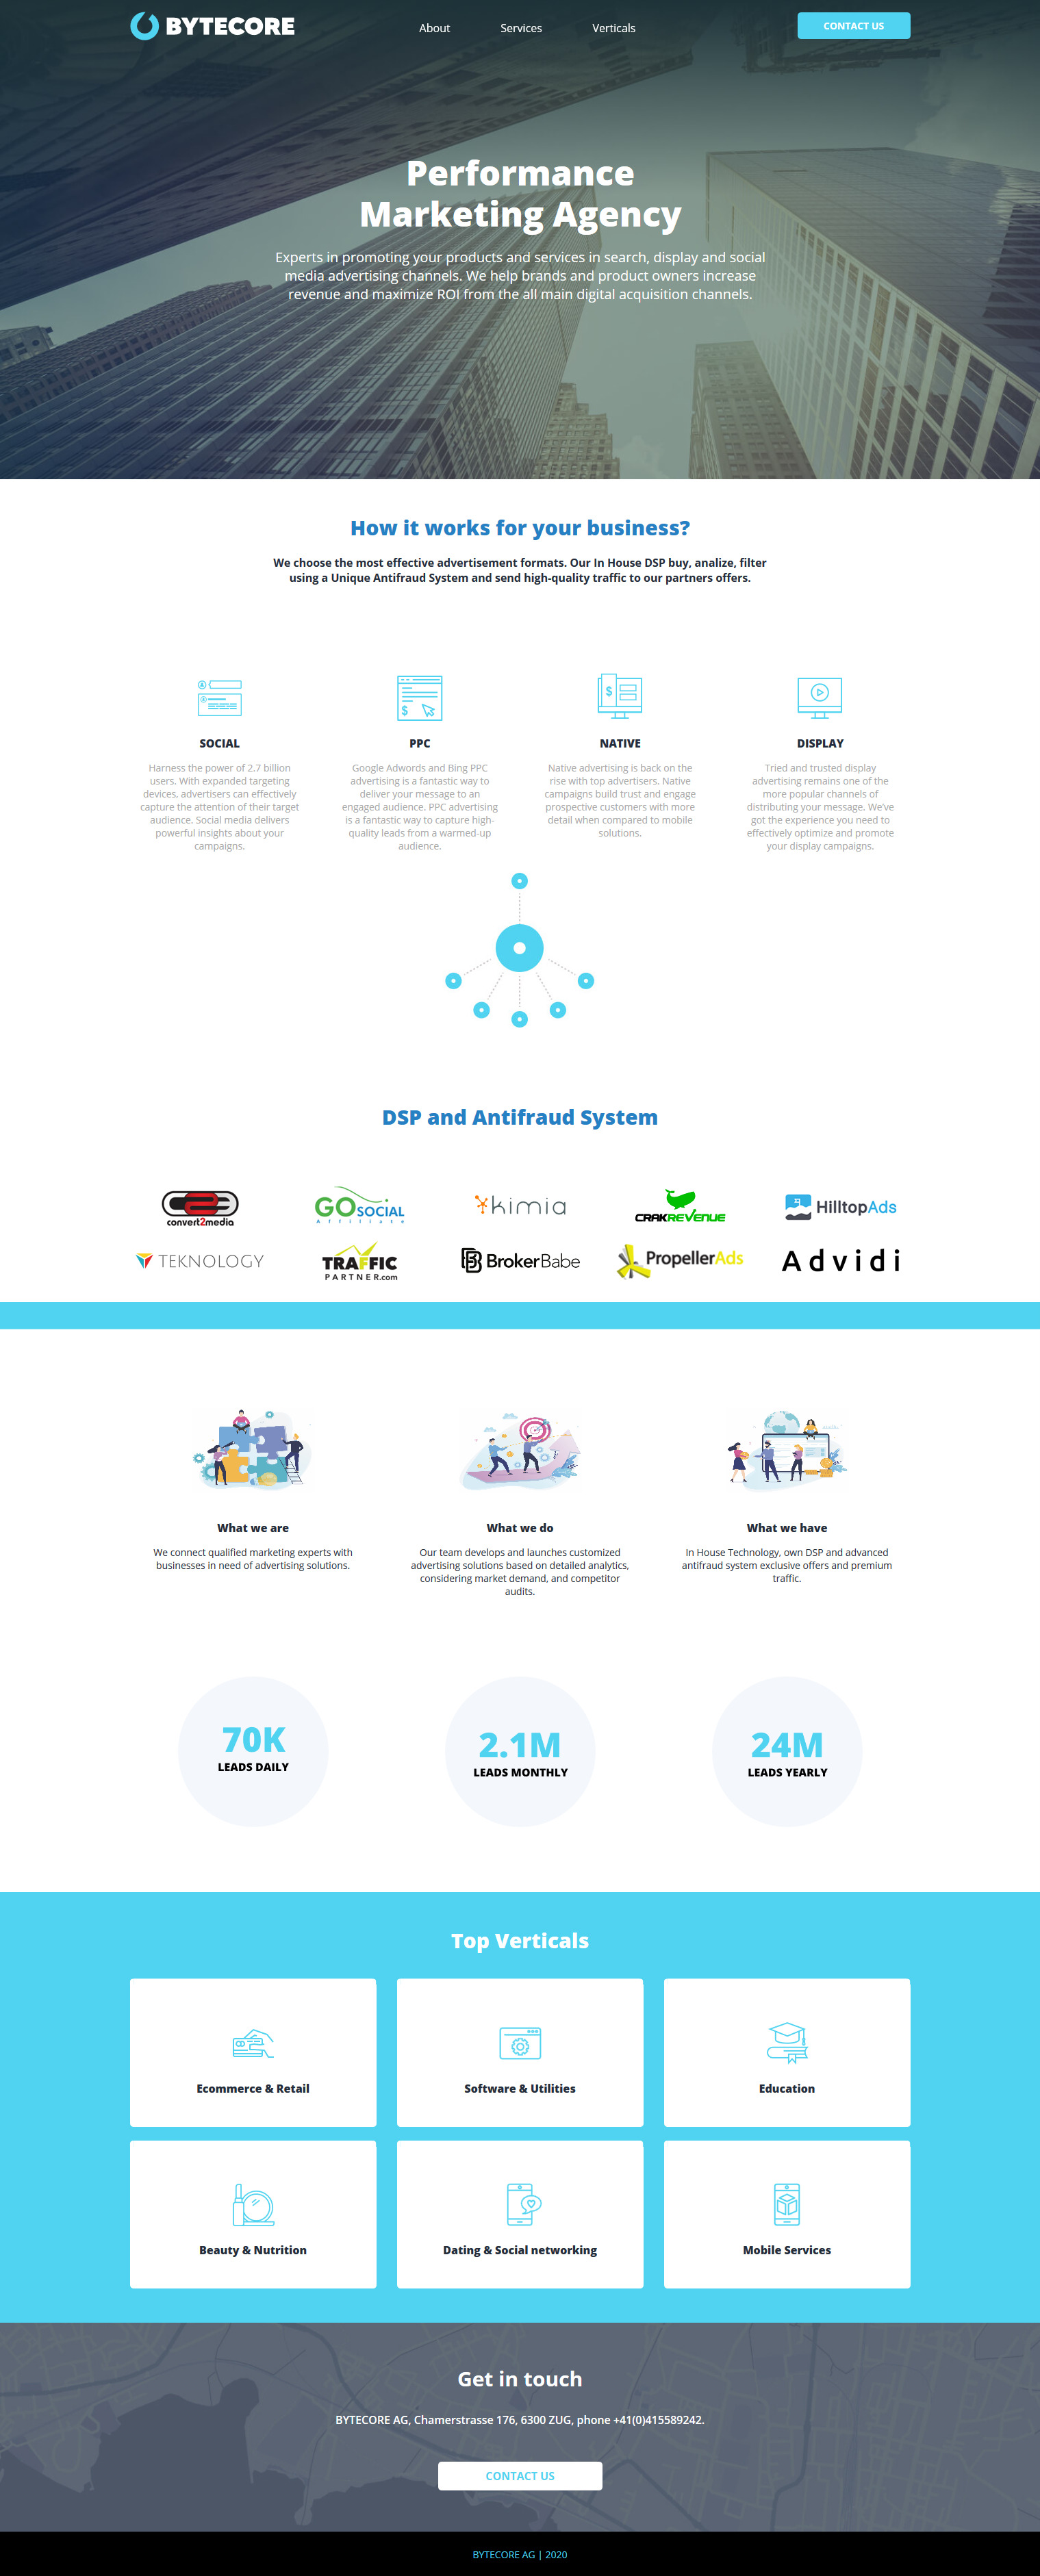 BYTECORE
About
Services
Verticals
CONTACT US
Performance
Marketing Agency
Experts in promoting your products and services in search, display and social
media advertising channels. We help brands and product owners increase
revenue and maximize ROI from the all main digital acquisition channels.
How it works for your business?
We choose the most effective advertisement formats. Our In House DSP buy, analize, filter
using a Unique Antifraud System and send high-quality traffic to our partners offers.
SOCIAL
Harness the power of 2.7 billion
users. With expanded targeting
devices, advertisers can effectively
capture the attention of their target
audience. Social media delivers
powerful insights about your
campaigns.
PPC
Google Adwords and Bing PPC
advertising is a fantastic way to
deliver your message to an
engaged audience. PPC advertising
is a fantastic way to capture high-
quality leads from a warmed-up
audience.
NATIVE
Native advertising is back on the
rise with top advertisers. Native
campaigns build trust and engage
prospective customers with more
detail when compared to mobile
solutions.
DISPLAY
Tried and trusted display
advertising remains one of the
more popular channels of
distributing your message. We've
got the experience you need to
effectively optimize and promote
your display campaigns.
DSP and Antifraud System
convert2media
GO SOCIAL
Affiliate
kimia
CRAKREVENUE
HilltopAds
TEKNOLOGY
TRAFFIC
PARTNER.com
BrokerBabe
PropellerAds
Advidi
What we are
We connect qualified marketing experts with
businesses in need of advertising solutions.
What we do
Our team develops and launches customized
advertising solutions based on detailed analytics,
considering market demand, and competitor
audits.
What we have
In House Technology, own DSP and advanced
antifraud system exclusive offers and premium
traffic.
70K
LEADS DAILY
2.1M
LEADS MONTHLY
24M
LEADS YEARLY
Top Verticals
Ecommerce & Retail
Software & Utilities
Education
Beauty & Nutrition
Dating & Social networking
Mobile Services
Get in touch
BYTECORE AG, Chamerstrasse 176, 6300 ZUG, phone +41(0)415589242.
CONTACT US
BYTECORE AG | 2020